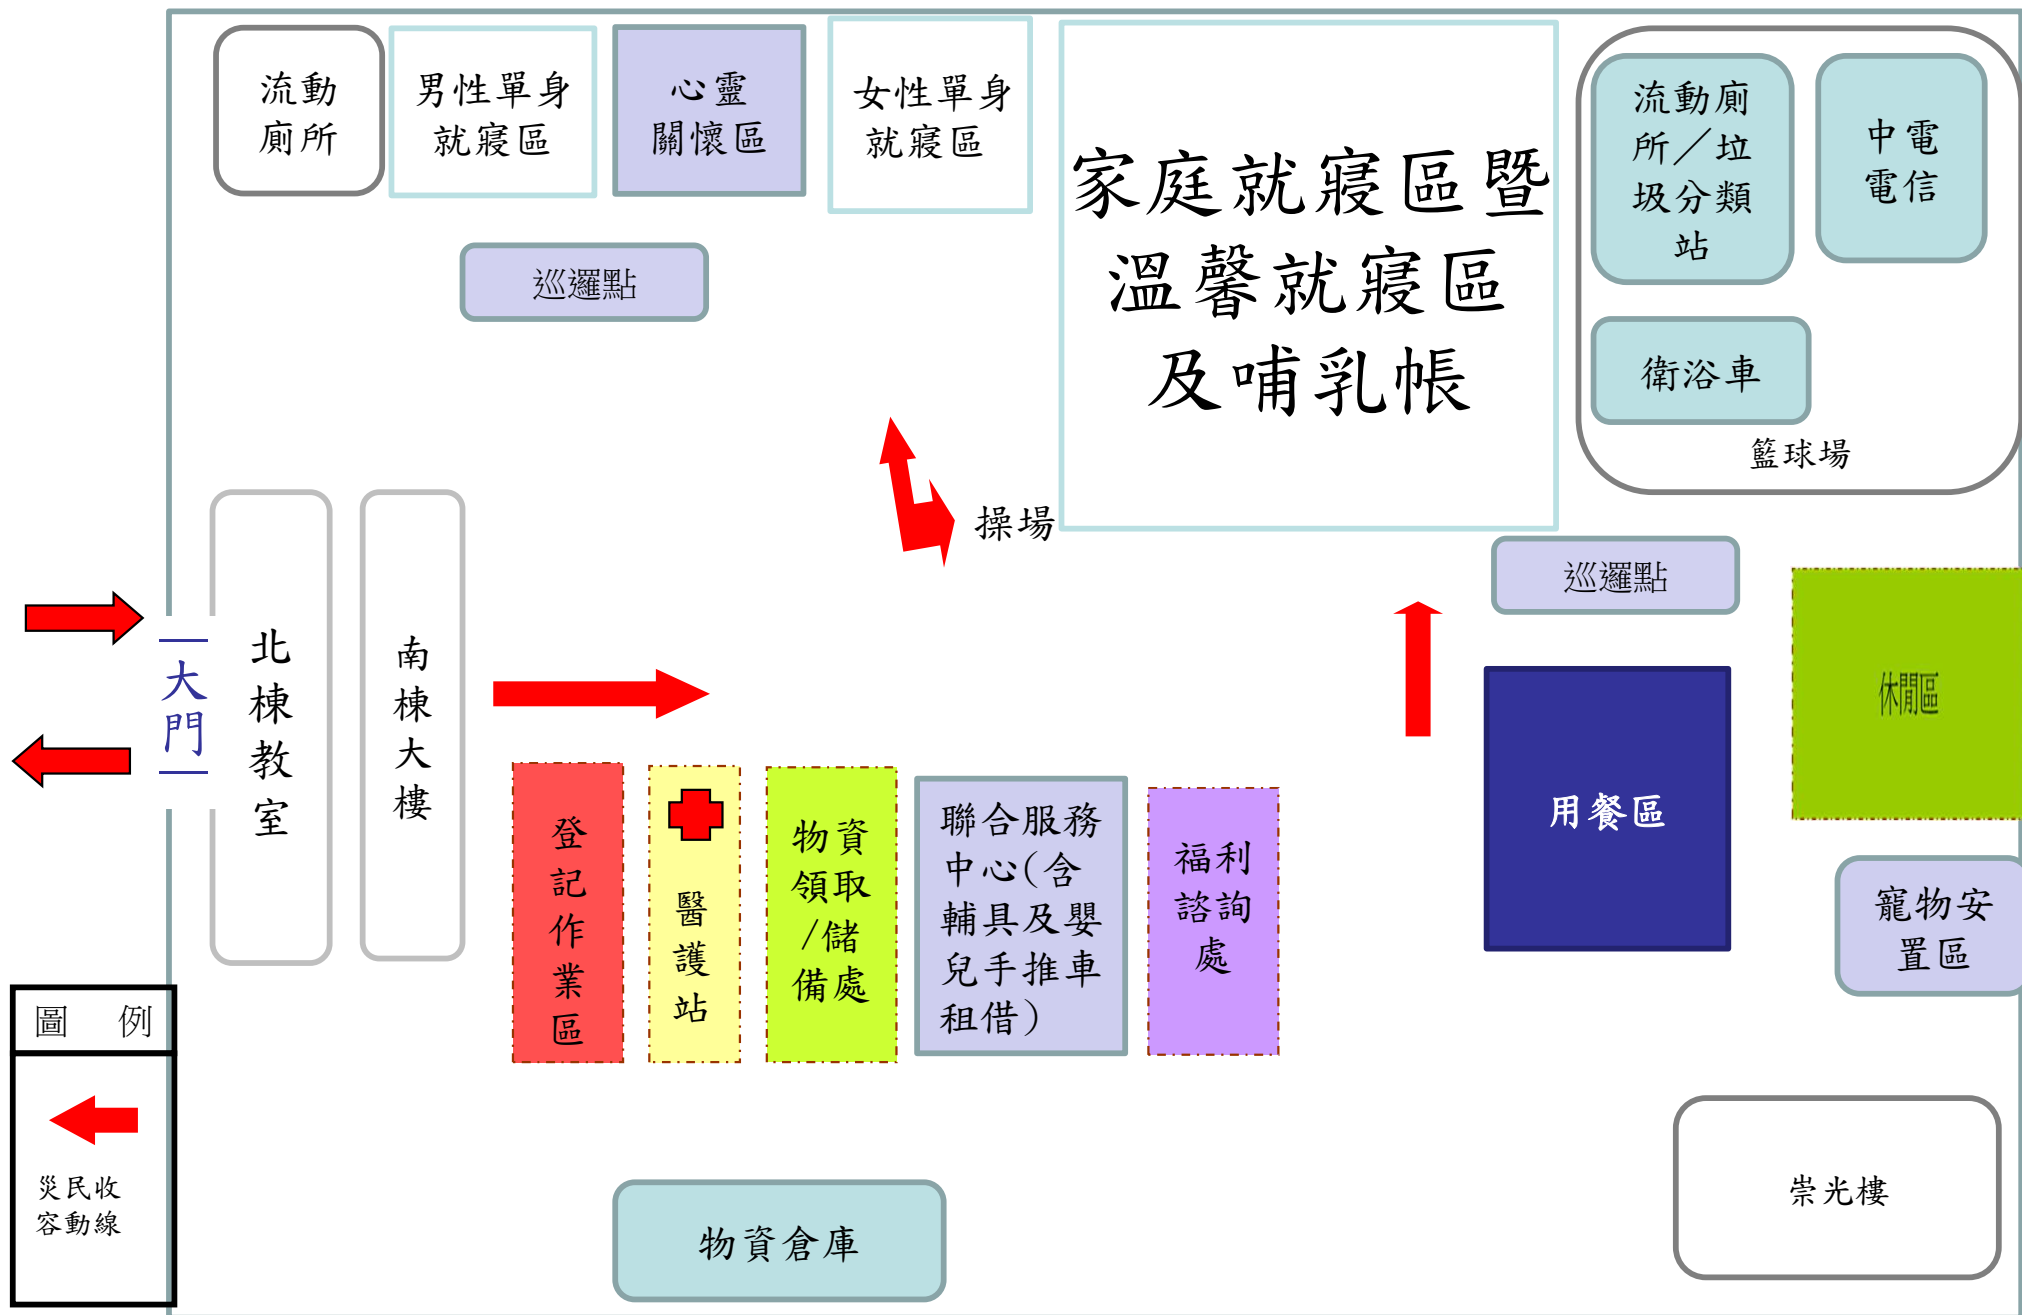 流動
廁所
男性單身
就寢區
心靈
關懷區
女性單身
就寢區
家庭就寢區暨
溫馨就寢區
及哺乳帳
流動廁
所／垃
圾分類
站
中電
電信
衛浴車
籃球場
巡邏點
操場
巡邏點
休閒區
大門
北棟教室
南棟大樓
登記作業區
醫護站
物資
領取
/儲
備處
聯合服務
中心(含
輔具及嬰
兒手推車
租借)
福利
諮詢
處
用餐區
寵物安
置區
圖 例
災民收
容動線
物資倉庫
崇光樓